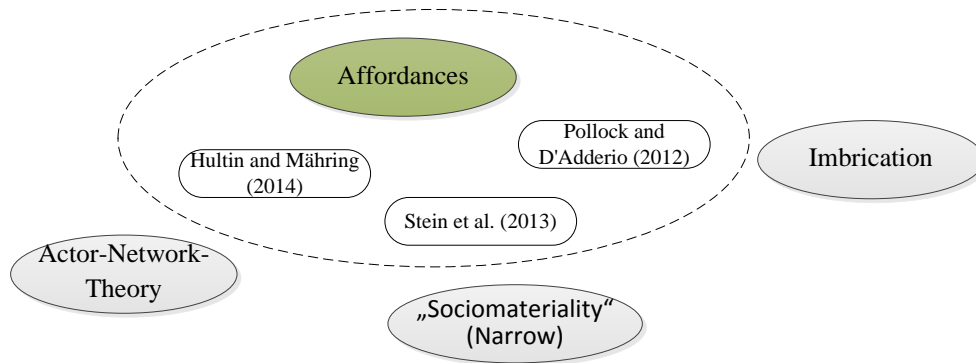 Affordances
Pollock and
D'Adderio (2012)
Imbrication
Hultin and Mähring
(2014)
Stein et al. (2013)
Actor-Network-
Theory
„Sociomateriality“
(Narrow)